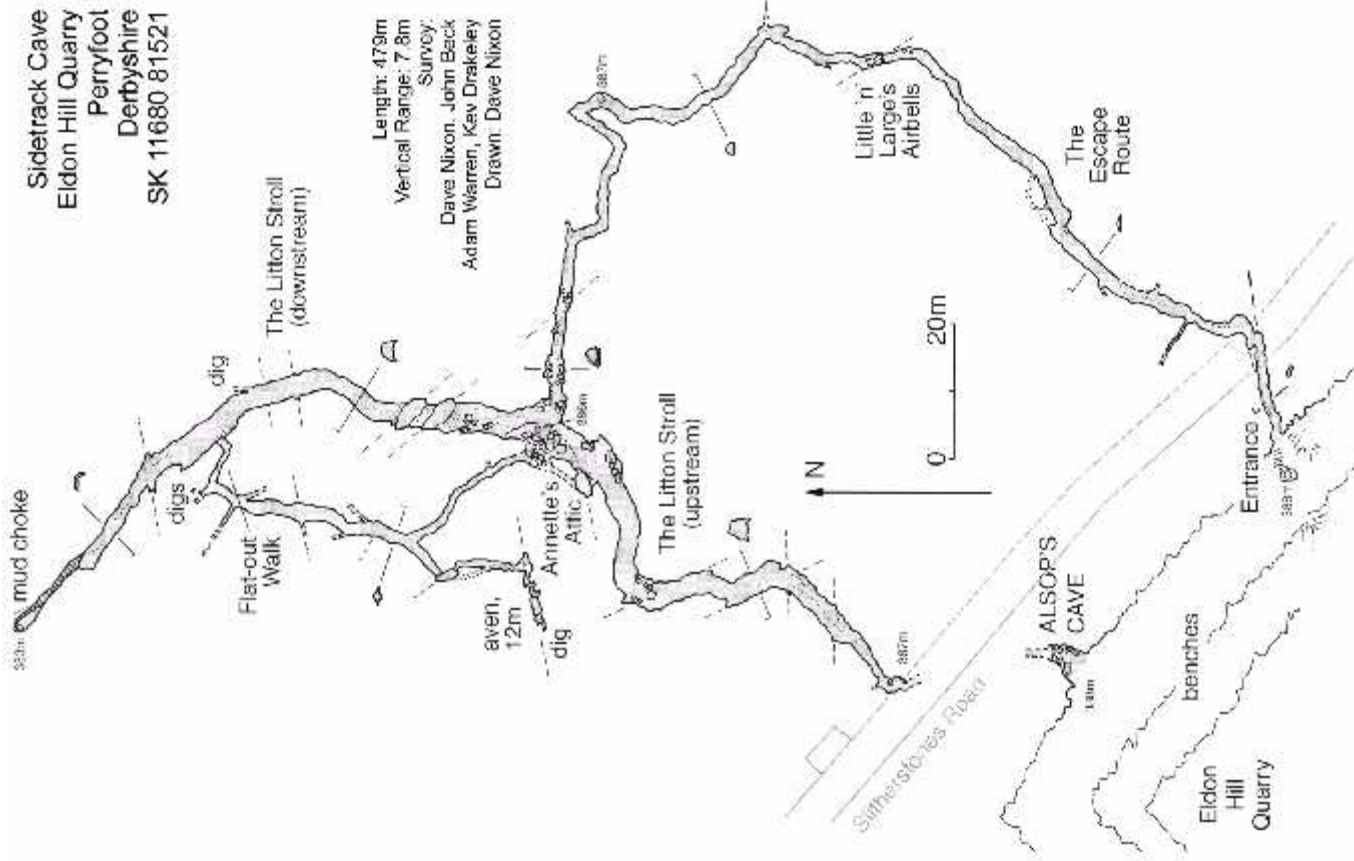 Sidetrack Cave
Eldon Hill Quarry
Perryfoot
Derbyshire
SK 11680 81521
Length: 479m
Vertical Range: 7.8m
Survey:
Dave Nixon, John Beck
Adam Warren, Kev Drakeley
Drawn: Dave Nixon
mud choke
dig
The Litton Stroll
(downstream)
digs
Flat-out
Walk
aven,
12m
dig
Annette's
Attic
386m
387m
The Litton Stroll
(upstream)
387m
Little 'n'
Large's
Airbells
The
Escape
Route
0
20m
N
Entrance
ALSOP'S
CAVE
benches
Eldon
Hill
Quarry